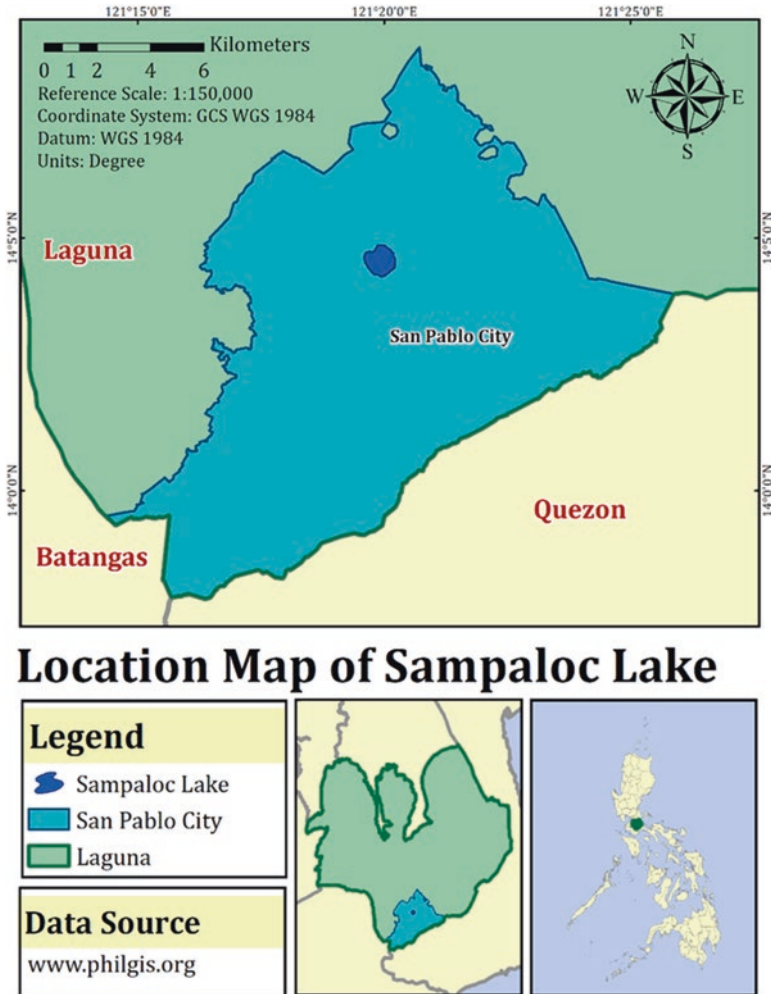 121°15'0"E 121°20'0"E 121°25'0"E
Kilometers
0 1 2 4 6
Reference Scale: 1:150,000
Coordinate System: GCS WGS 1984
Datum: WGS 1984
Units: Degree
N
W E
S
14°5'0"N 14°5'0"N
Laguna
San Pablo City
14°0'0"N 14°0'0"N
Quezon
Batangas
Location Map of Sampaloc Lake
Legend
Sampaloc Lake
San Pablo City
Laguna
Data Source
www.philgis.org